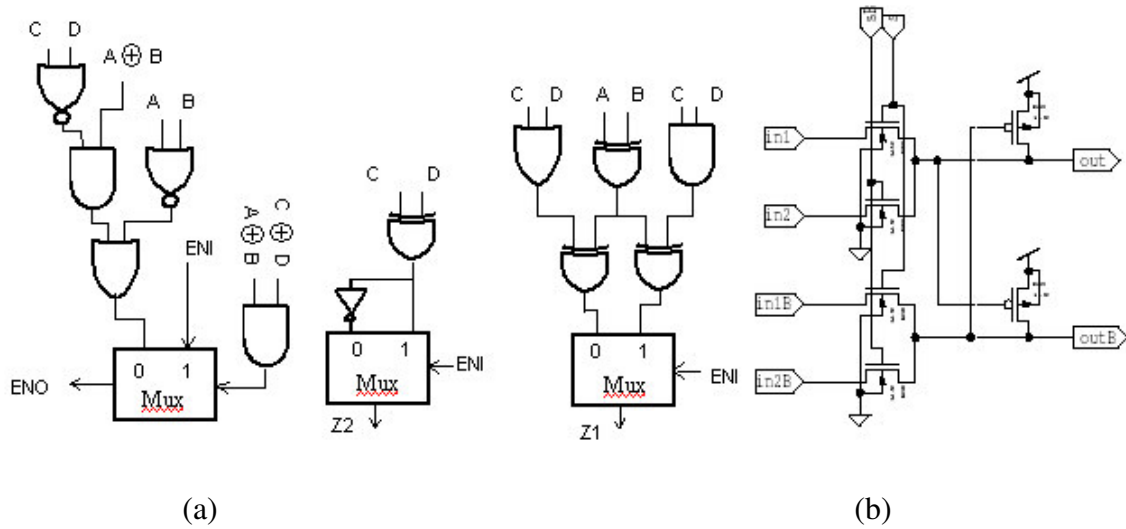 C D
A ⊕ B
A B
ENI
A ⊕ B
C ⊕ D
0 1
Mux
ENO
C D
0 1
Mux
ENI
Z2
C D
A B
C D
0 1
Mux
ENI
Z1
in1
in2
in1B
in2B
out
outB
(a)
(b)